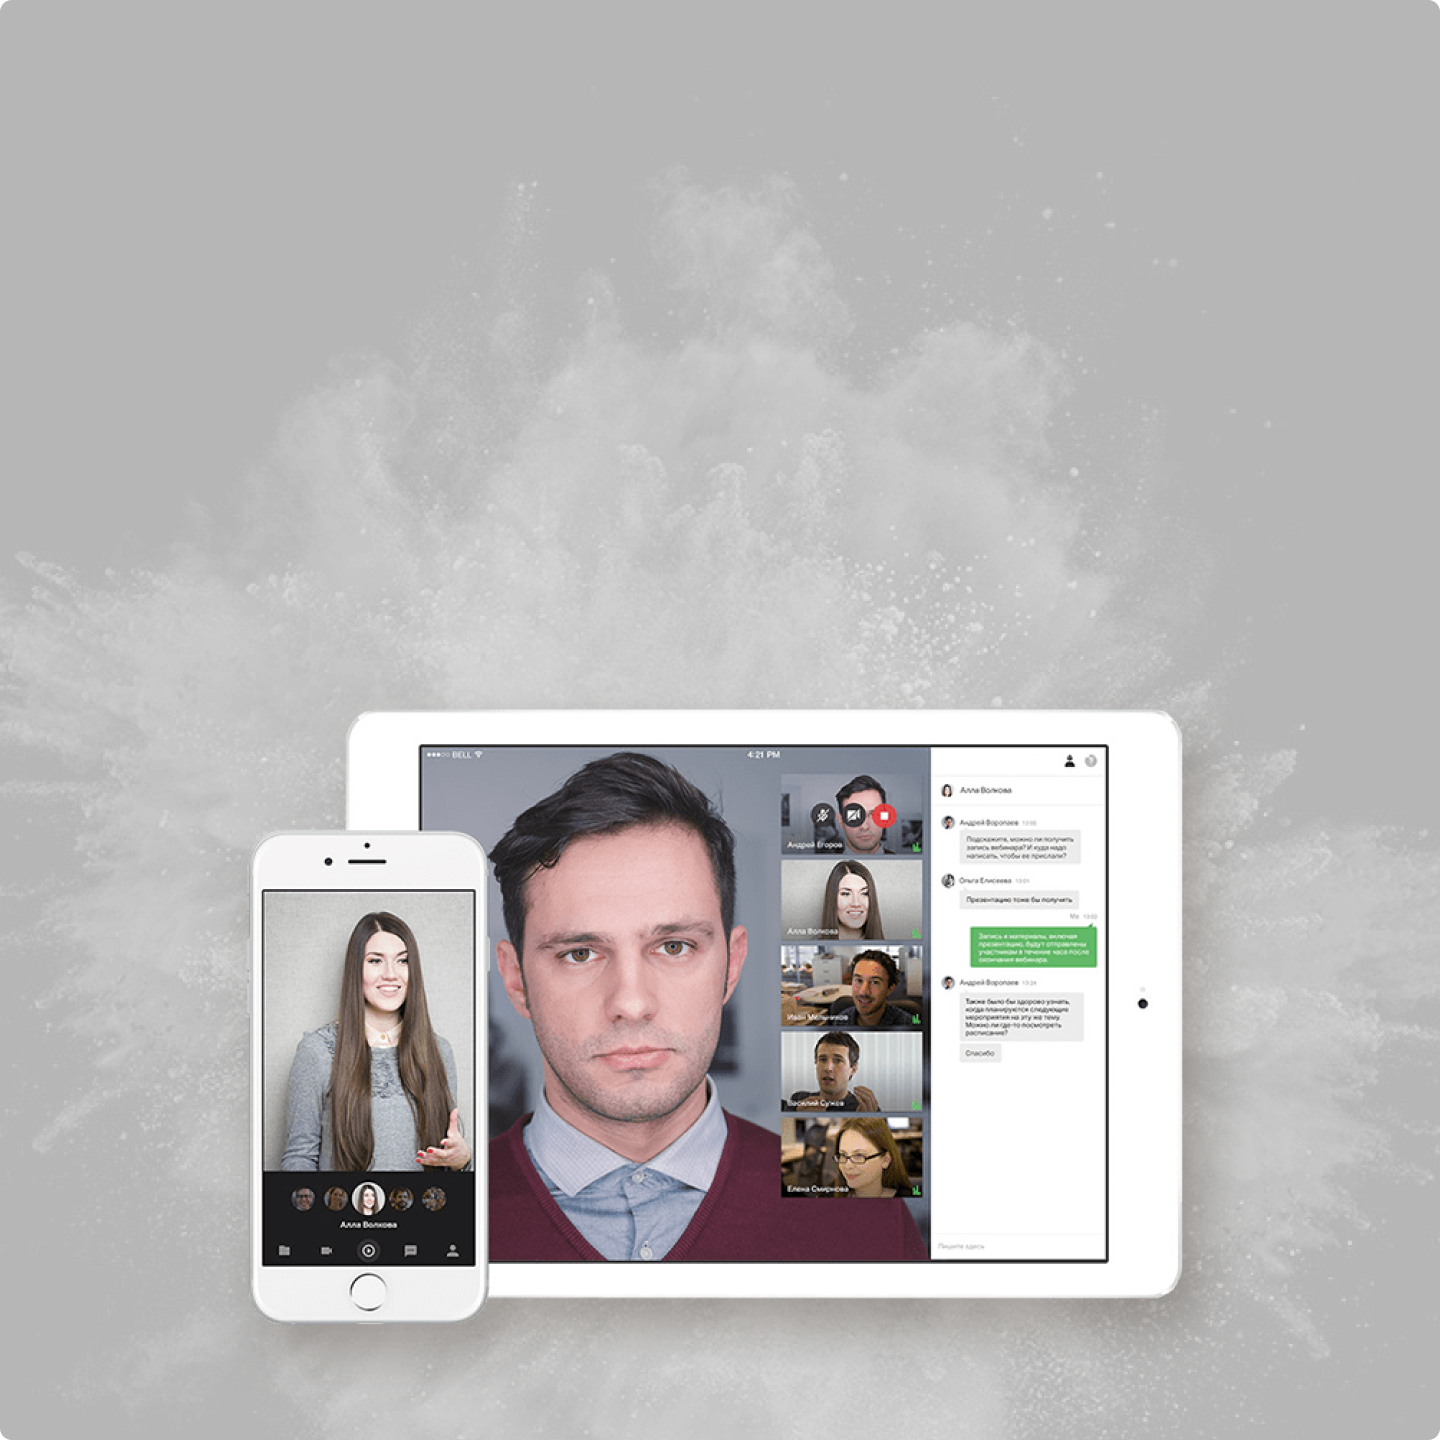 BELL
4:21 PM
Андрей Егоров
Алла Волкова
Иван Мельников
Василий Сужов
Елена Смирнова
Алла Волкова
Андрей Воропаев 13:00
Подскажите, можно ли получить
запись вебинара? И куда надо
написать, чтобы ее прислали?
Ольга Елисеева 13:01
Презентацию тоже бы получить
Me 13:02
Запись и материалы, включая
презентацию, будут отправлены
участникам в течение часа после
окончания вебинара.
Андрей Воропаев 13:24
Также было бы здорово узнать,
когда планируются следующие
мероприятия на эту же тему.
Можно ли где-то посмотреть
расписание?
Спасибо
Пишите здесь
Алла Волкова